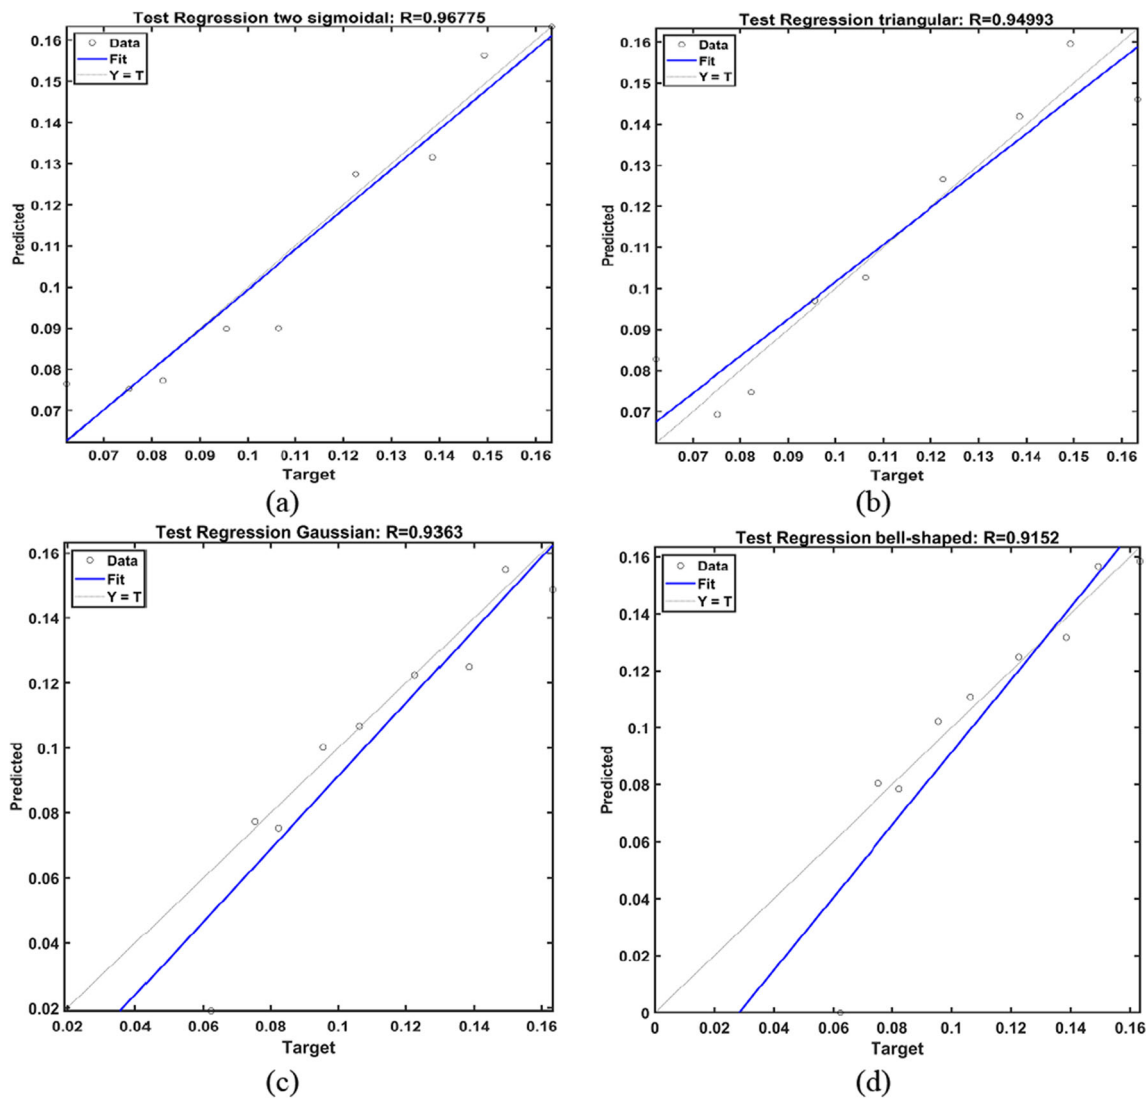 Test Regression two sigmoidal: R=0.96775
Data
Fit
Y = T
0.16
0.15
0.14
0.13
0.12
0.11
0.1
0.09
0.08
0.07
Predicted
0.07 0.08 0.09 0.1 0.11 0.12 0.13 0.14 0.15 0.16
Target
(a)
Test Regression triangular: R=0.94993
Data
Fit
Y = T
0.16
0.15
0.14
0.13
0.12
0.11
0.1
0.09
0.08
0.07
Predicted
0.07 0.08 0.09 0.1 0.11 0.12 0.13 0.14 0.15 0.16
Target
(b)
Test Regression Gaussian: R=0.9363
Data
Fit
Y = T
0.16
0.14
0.12
0.1
0.08
0.06
0.04
0.02
Predicted
0.02 0.04 0.06 0.08 0.1 0.12 0.14 0.16
Target
(c)
Test Regression bell-shaped: R=0.9152
Data
Fit
Y = T
0.16
0.14
0.12
0.1
0.08
0.06
0.04
0.02
0
Predicted
0 0.02 0.04 0.06 0.08 0.1 0.12 0.14 0.16
Target
(d)